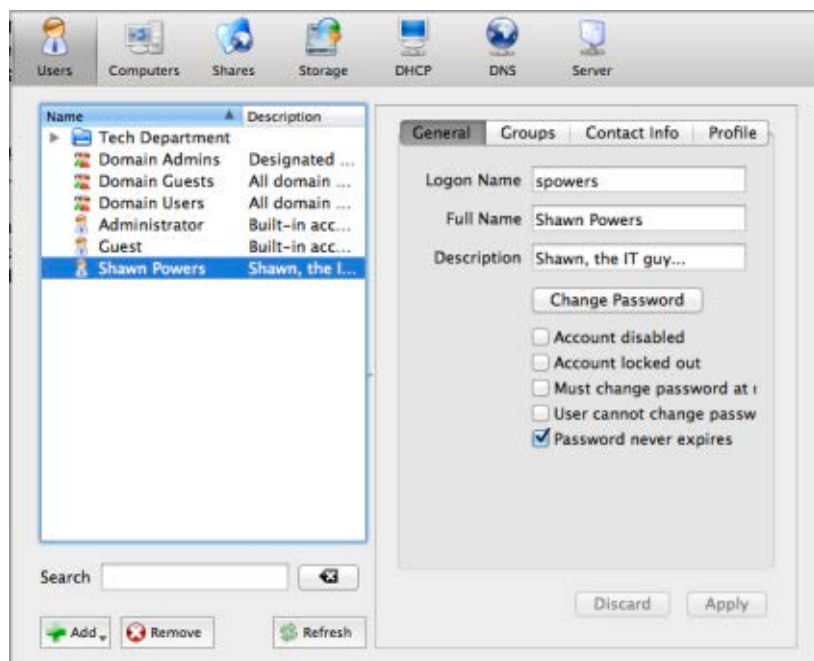 Users Computers Shares Storage DHCP DNS Server
Name Description
Tech Department
Domain Admins Designated ...
Domain Guests All domain ...
Domain Users All domain ...
Administrator Built-in acc...
Guest Built-in acc...
Shawn Powers Shawn, the I...
Search
Add Remove Refresh
General Groups Contact Info Profile
Logon Name spowers
Full Name Shawn Powers
Description Shawn, the IT guy...
Change Password
Account disabled
Account locked out
Must change password at
User cannot change passw
Password never expires
Discard Apply